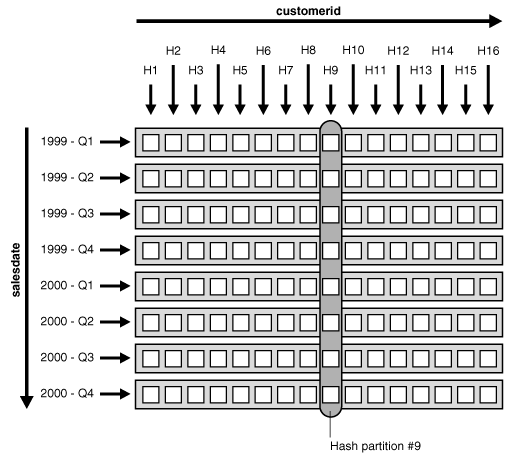 customerid
H2 H4 H6 H8 H10 H12 H14 H16
H1 H3 H5 H7 H9 H11 H13 H15
salesdate
1999 - Q1
1999 - Q2
1999 - Q3
1999 - Q4
2000 - Q1
2000 - Q2
2000 - Q3
2000 - Q4
Hash partition #9